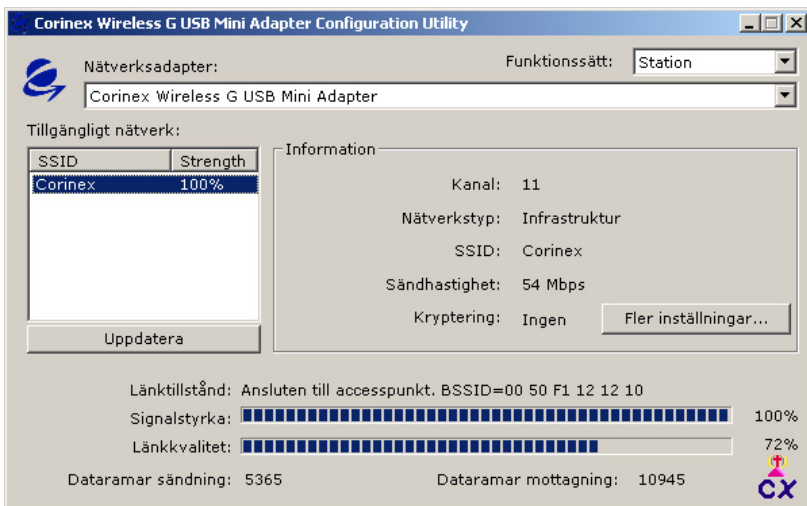 Corinex Wireless G USB Mini Adapter Configuration Utility
Nätverksadapter:
Funktionssätt:
Station
Corinex Wireless G USB Mini Adapter
Tillgängligt nätverk:
SSID Strength
Corinex 100%
Uppdatera
Information
Kanal: 11
Nätverkstyp: Infrastruktur
SSID: Corinex
Sändhastighet: 54 Mbps
Kryptering: Ingen
Fler inställningar...
Länktillstånd: Ansluten till accesspunkt. BSSID=00 50 F1 12 12 10
Signalstyrka: 100%
Länkkvalitet: 72%
Dataramar sändning: 5365 Dataramar mottagning: 10945
CX